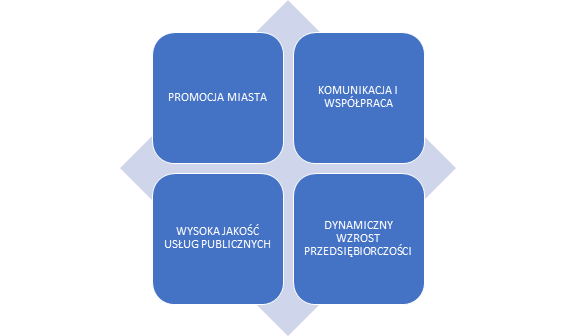 PROMOCJA MIASTA
KOMUNIKACJA I
WSPÓŁPRACA
WYSOKA JAKOŚĆ
USŁUG PUBLICZNYCH
DYNAMICZNY
WZROST
PRZEDSIĘBIORCZOŚCI